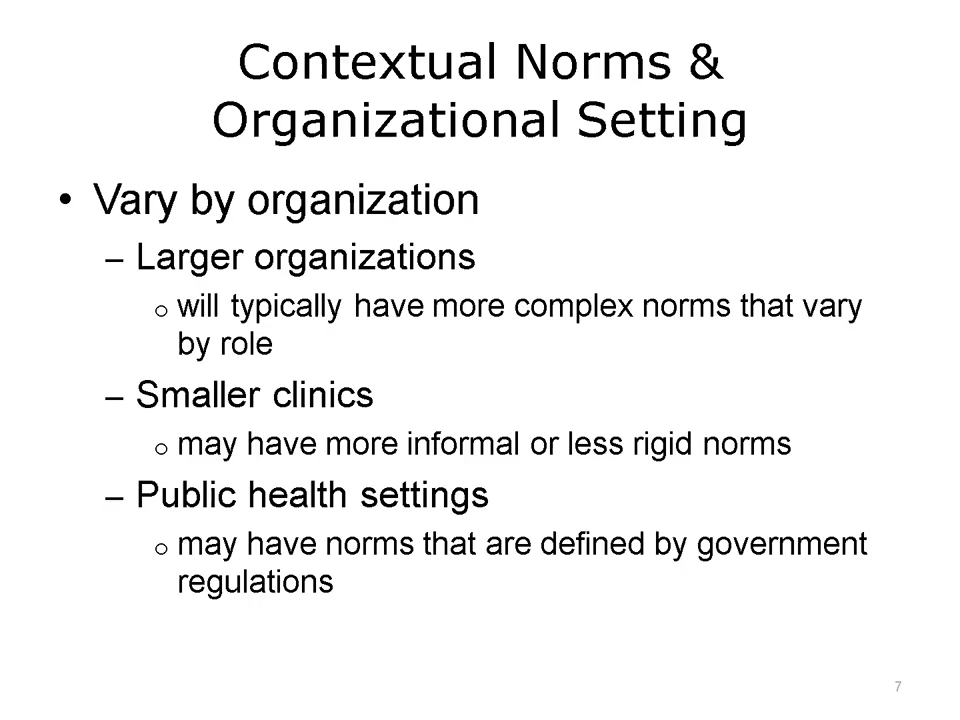 Contextual Norms &
Organizational Setting
• Vary by organization
– Larger organizations
o will typically have more complex norms that vary
by role
– Smaller clinics
o may have more informal or less rigid norms
– Public health settings
o may have norms that are defined by government
regulations
7